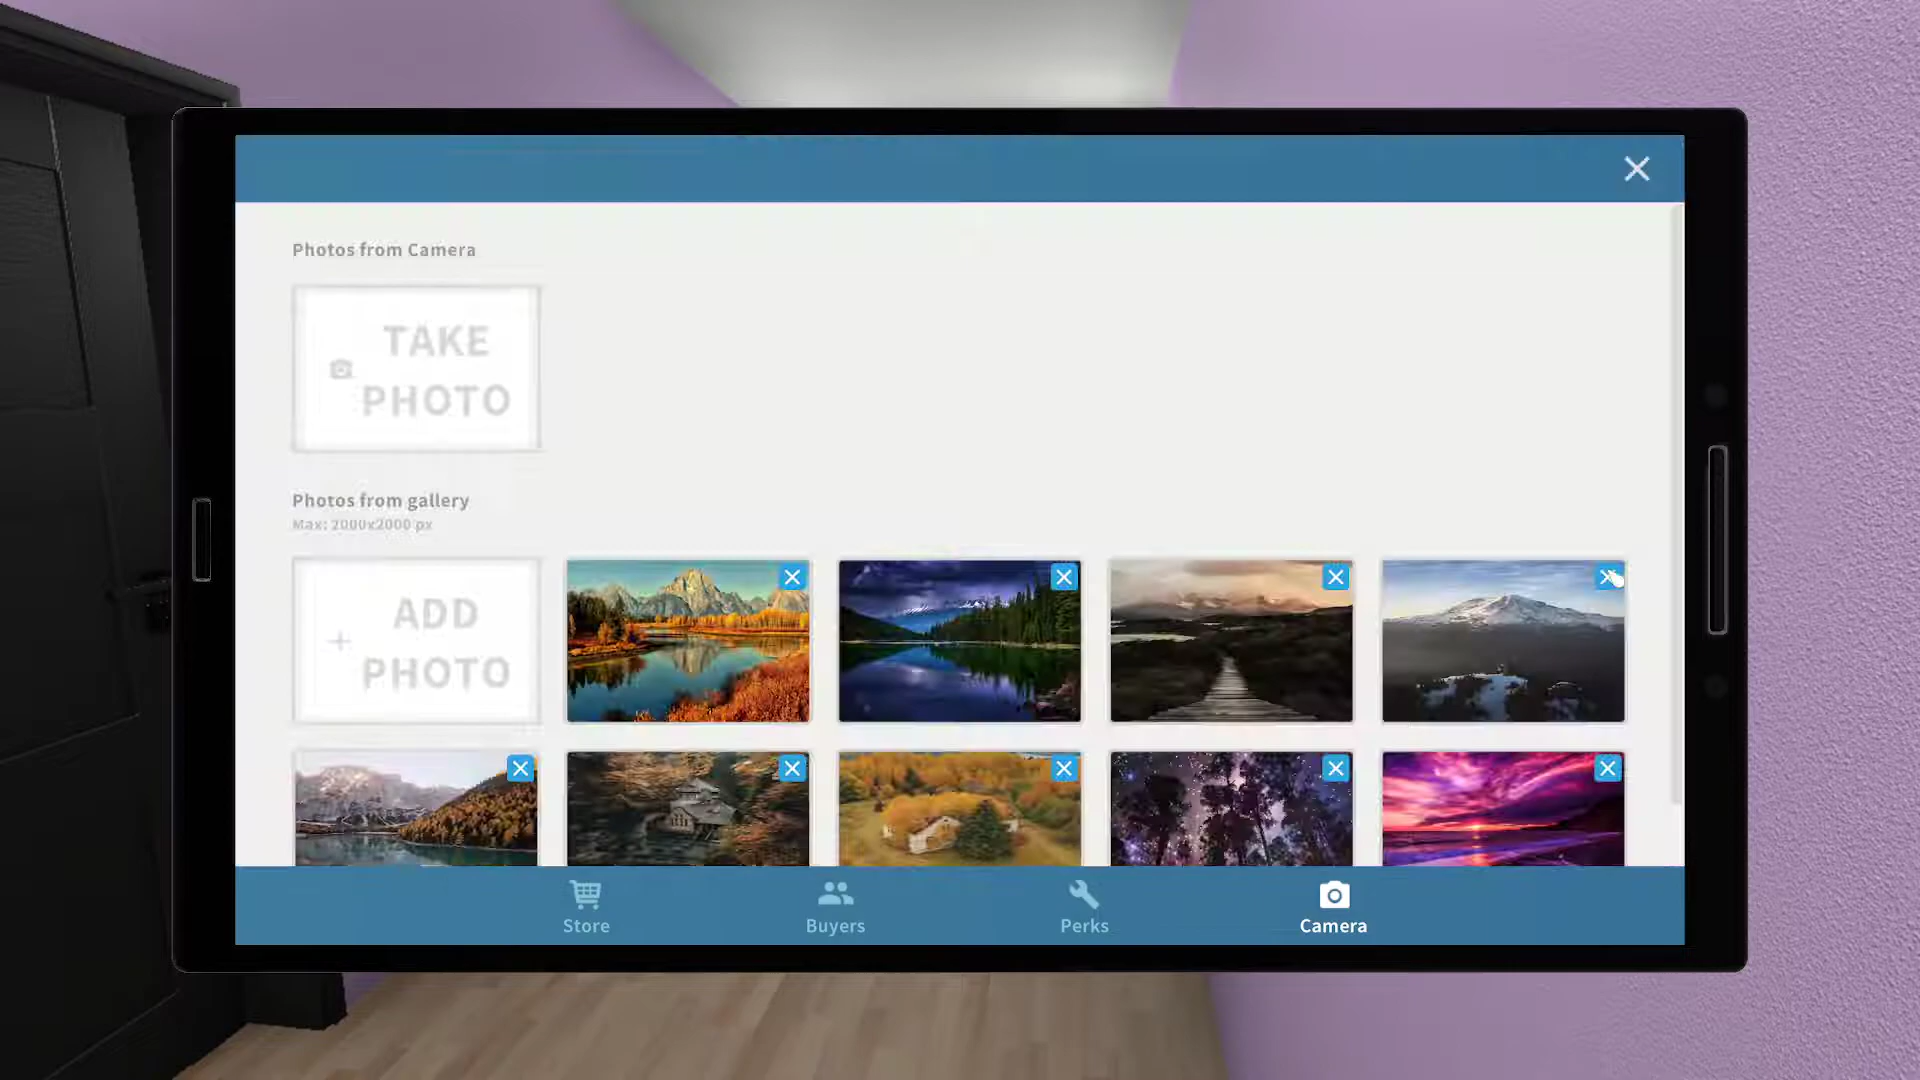 Photos from Camera
TAKE
PHOTO
Photos from gallery
Max: 2000x2000 px
ADD
PHOTO
Store
Buyers
Perks
Camera